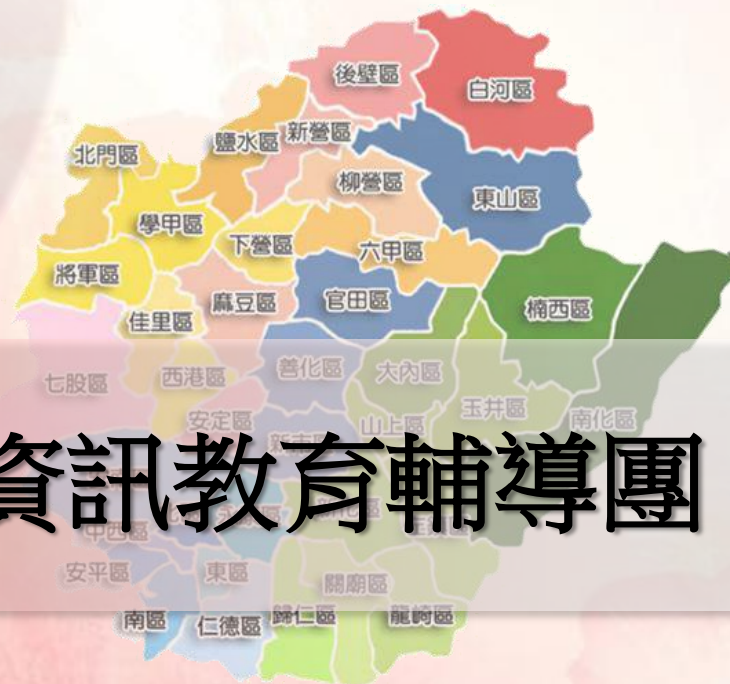 後壁區
白河區
鹽水區 新營區
北門區
柳營區
東山區
學甲區
下營區
六甲區
將軍區
麻豆區
官田區
楠西區
佳里區
七股區
西港區
善化區
大內區
玉井區
安定區
山上區
南化區
資訊教育輔導團
中西區
安平區
東區
關廟區
南區
仁德區
歸仁區
龍崎區